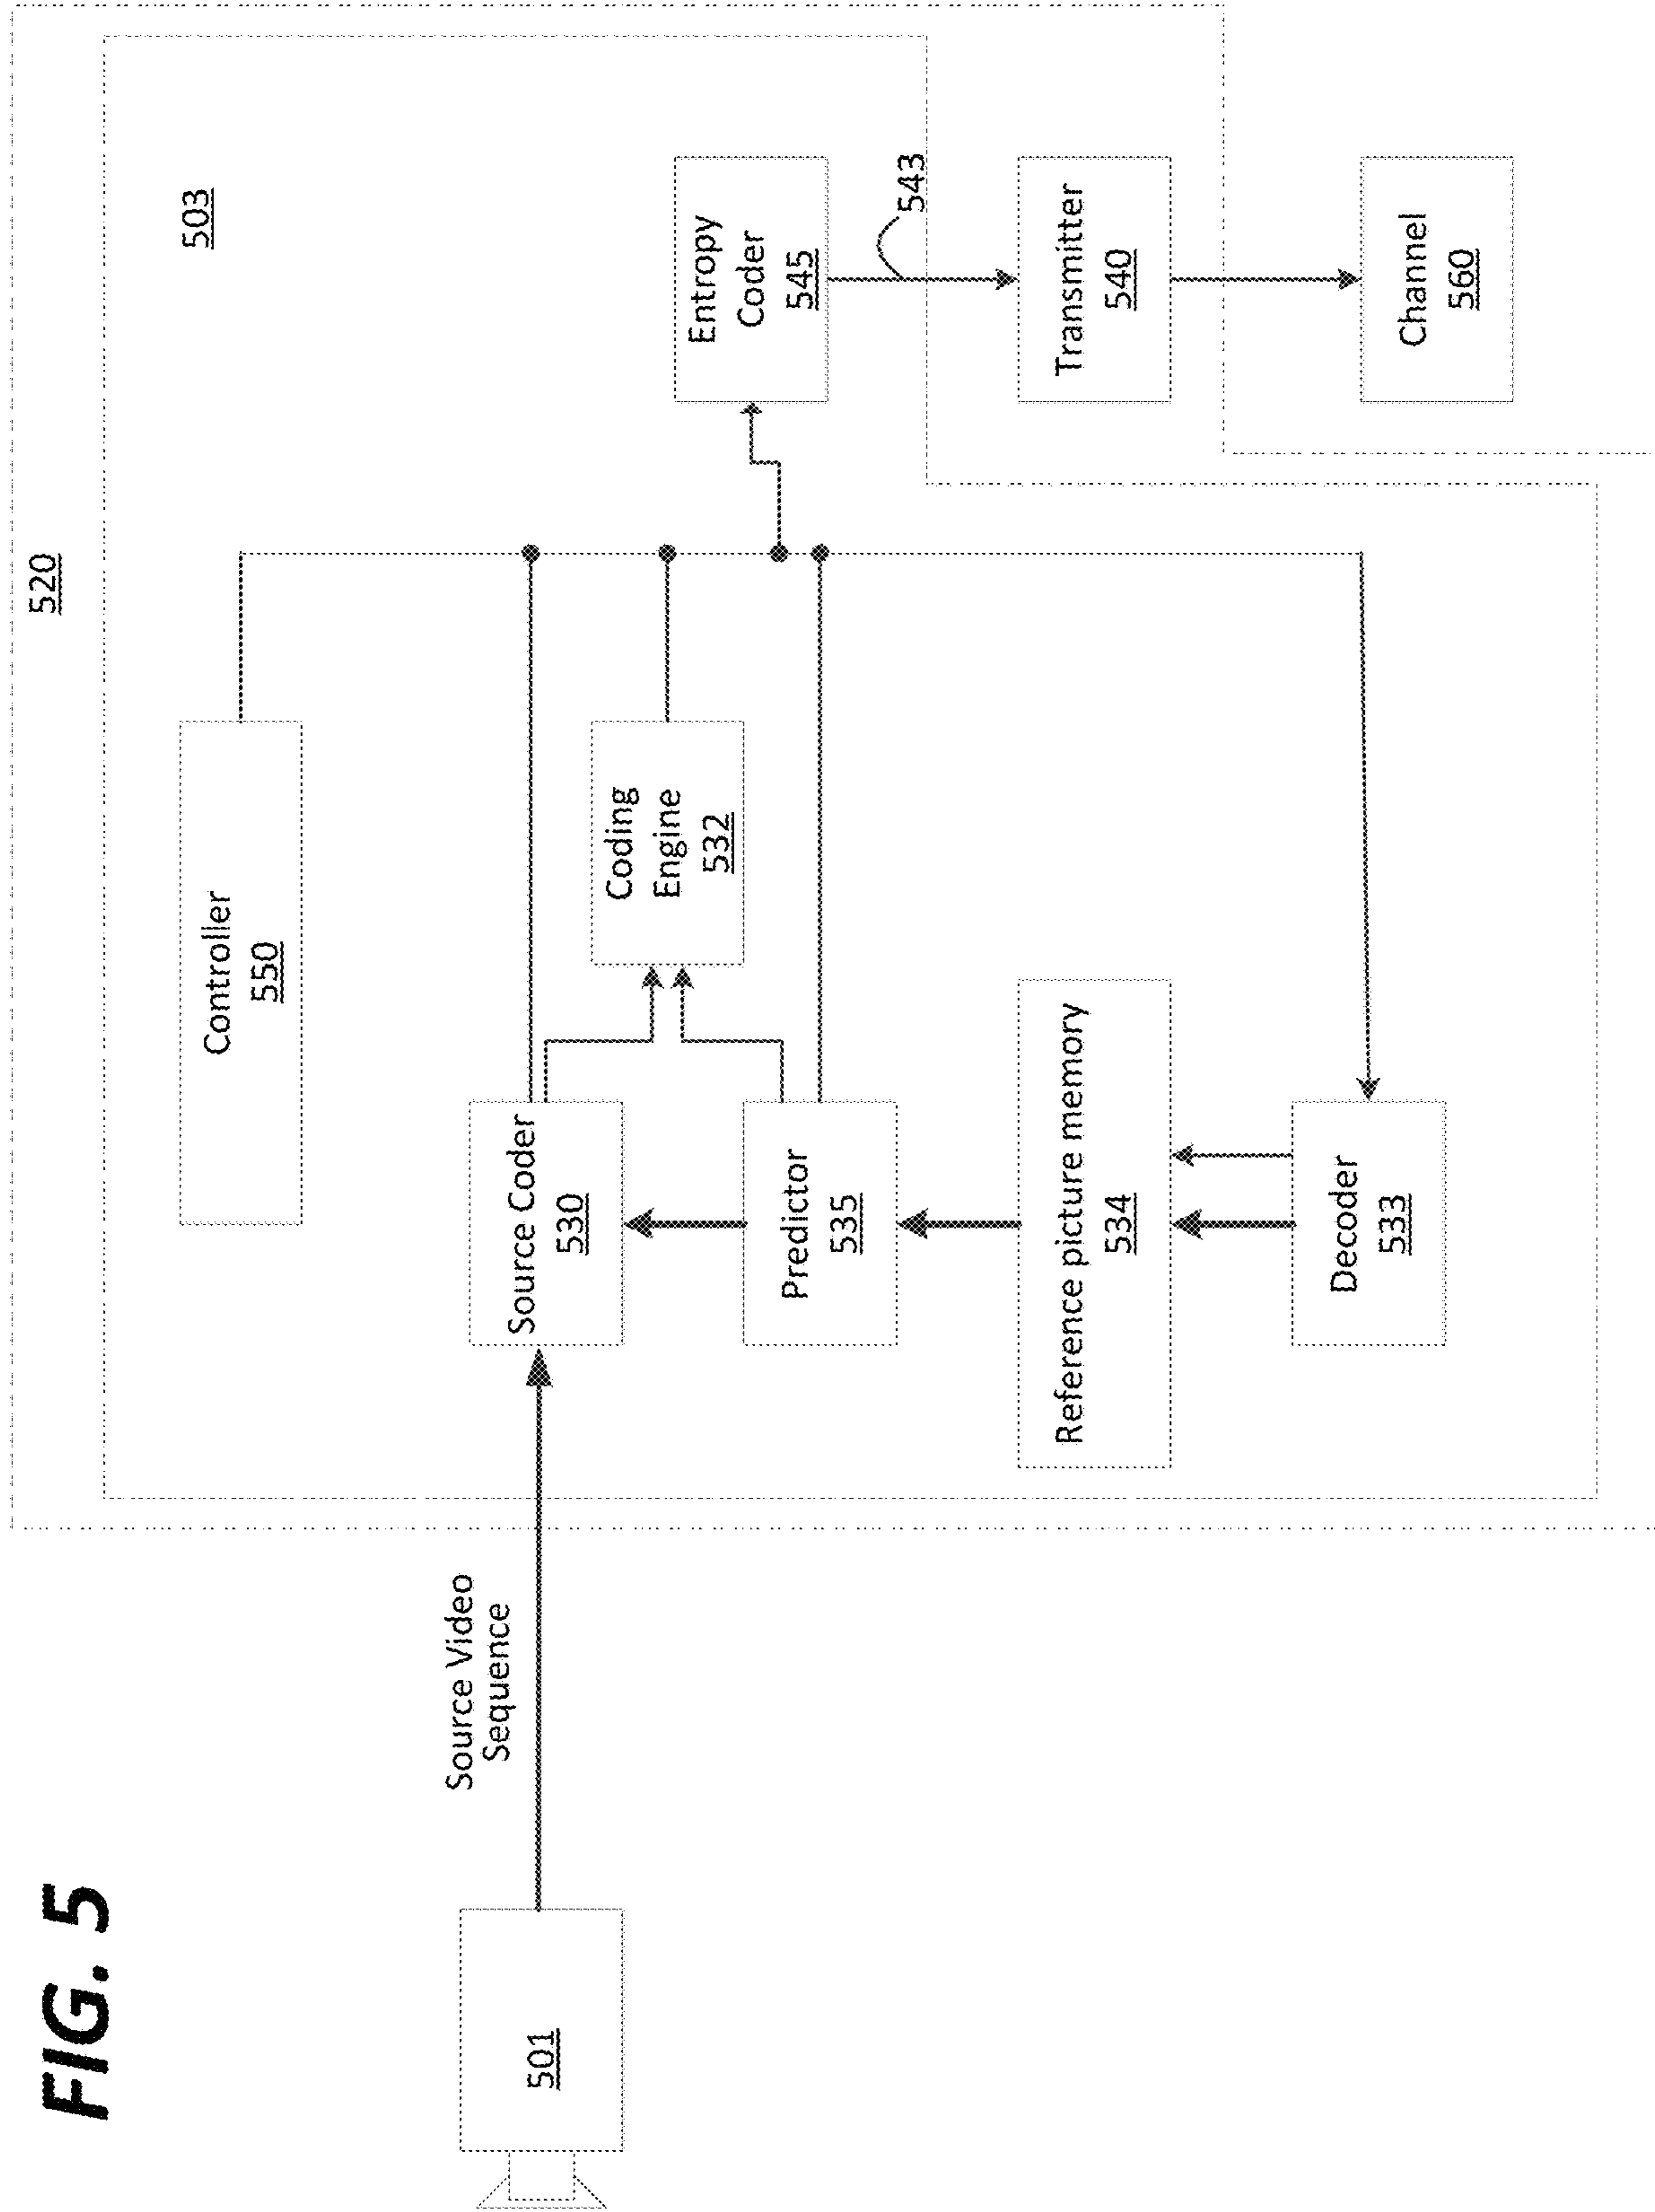 FIG. 5
520
503
501
Source Video
Sequence
Controller
550
Source Coder
530
Coding
Engine
532
Predictor
535
Reference picture memory
534
Decoder
533
Entropy
Coder
545
543
Transmitter
540
Channel
560